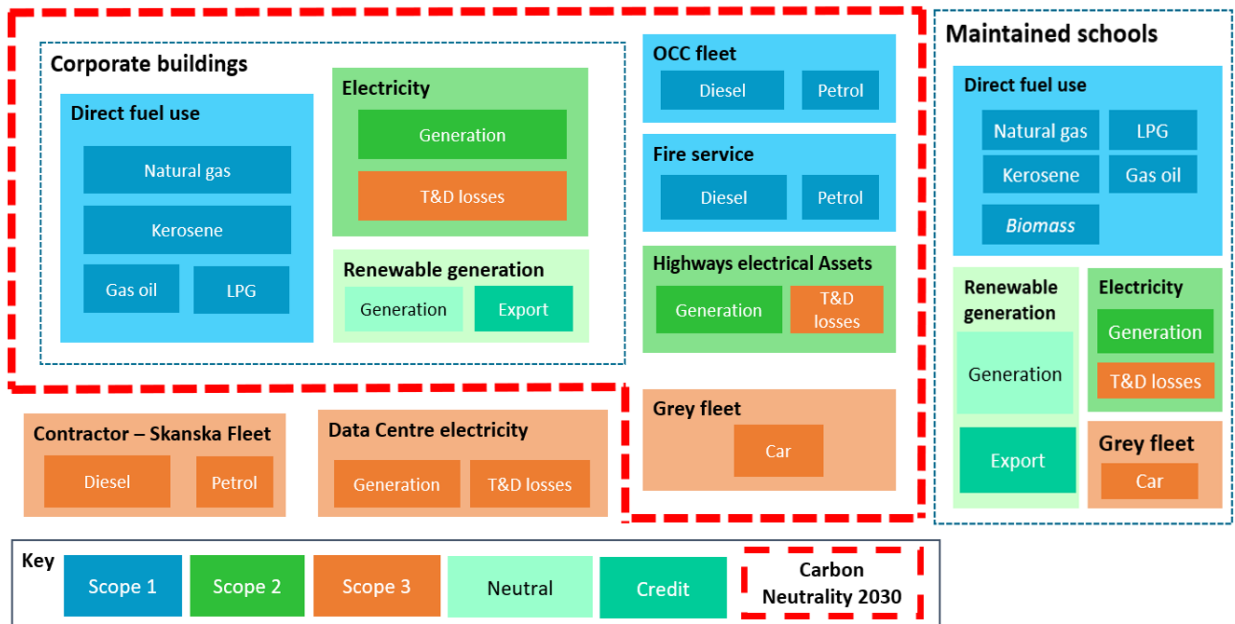 Corporate buildings
Direct fuel use
Natural gas
Kerosene
Gas oil
LPG
Electricity
Generation
T&D losses
Renewable generation
Generation
Export
OCC fleet
Diesel
Petrol
Fire service
Diesel
Petrol
Highways electrical Assets
Generation
T&D
losses
Grey fleet
Car
Contractor – Skanska Fleet
Diesel
Petrol
Data Centre electricity
Generation
T&D losses
Maintained schools
Direct fuel use
Natural gas
LPG
Kerosene
Gas oil
Biomass
Renewable
generation
Generation
Export
Electricity
Generation
T&D losses
Grey fleet
Car
Key
Scope 1
Scope 2
Scope 3
Neutral
Credit
Carbon
Neutrality 2030